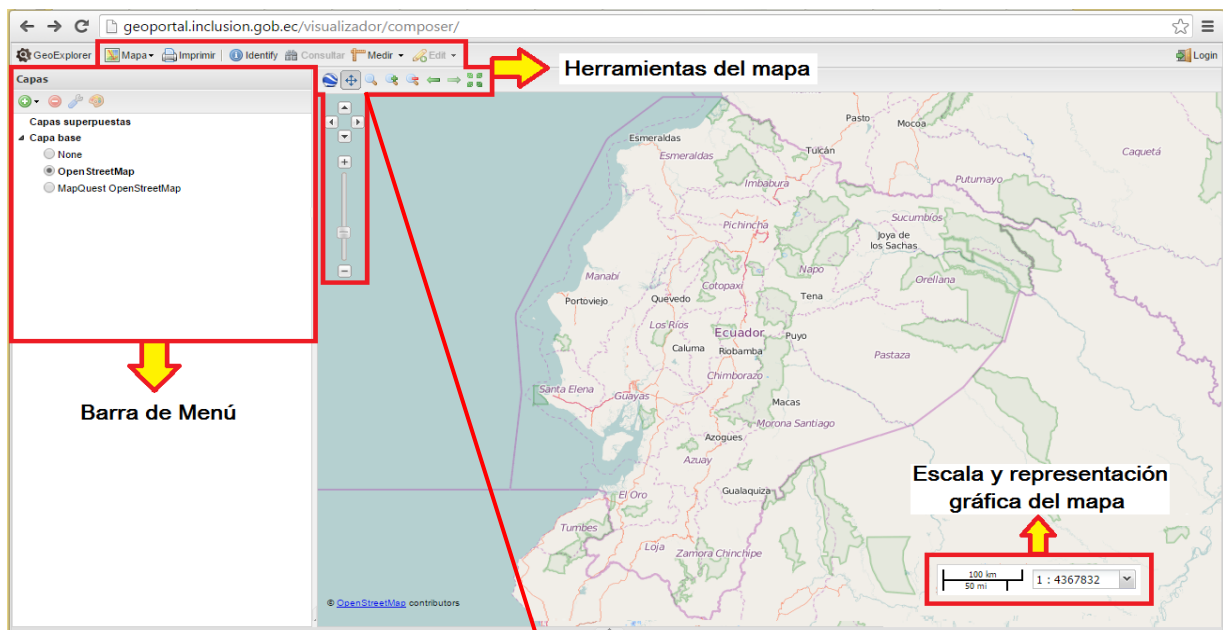 geoportal.inclusion.gob.ec/visualizador/composer/
GeoExplorer Mapa Imprimir Identify Consultar Medir Edit Login
Herramientas del mapa
Capas
Capas superpuestas
Capa base
None
OpenStreetMap
MapQuest OpenStreetMap
Barra de Menú
Pasto
Mocoa
Esmeraldas
Esmeraldas
Tulcán
Caquetá
Imbabura
Putumayo
Pichincha
Sucumbíos
Joya de
los Sachas
Manabí
Napo
Cotopaxi
Orellana
Portoviejo
Quevedo
Tena
Los Ríos
Ecuador
Puyo
Caluma
Riobamba
Pastaza
Chimborazo
Santa Elena
Guayas
Macas
Morona Santiago
Azogues
Azuay
Gualaquiza
El Oro
Tumbes
Loja
Zamora Chinchipe
Escala y representación
gráfica del mapa
100 km
50 mi
1 : 4367832
© OpenStreetMap contributors